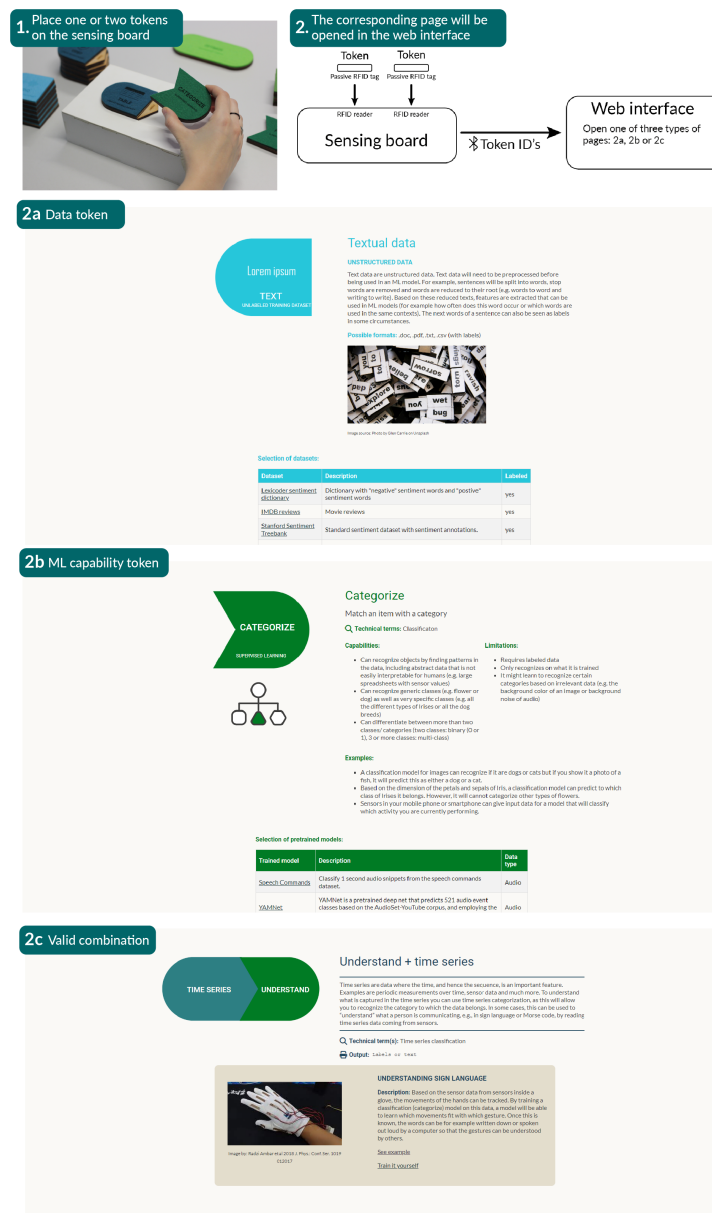 1. Place one or two tokens
on the sensing board
CATEGORIZE
2. The corresponding page will be
opened in the web interface
Token Token
Passive RFID tag Passive RFID tag
RFID reader RFID reader
Sensing board
Token ID's
Web interface
Open one of three types of
pages: 2a, 2b or 2c
2a Data token
Lorem ipsum
TEXT
UNLABELED TRAINING DATASET
Textual data
UNSTRUCTURED DATA
Text data are unstructured data. Text data will need to be preprocessed before
being used in an ML model. For example, sentences will be split into words, stop
words are removed and words are reduced to their root (e.g. words to word and
writing to write). Based on these reduced texts, features are extracted that can be
used in ML models (for example how often does this word occur or which words are
used in the same contexts), The next words of a sentence can also be seen as labels
in some circumstances.
Possible formats: .doc, .pdf, .txt, .csv (with labels)
you
to
sorrow
believe
explore
torn
ravish
wet
bug
you
Image source: Photo by Glen Carrie on Unsplash
Selection of datasets:
Dataset Description Labeled
Lexicoder sentiment
dictionary
Dictionary with "negative" sentiment words and "postive"
sentiment words
yes
IMDB reviews Movie reviews yes
Stanford Sentiment
Treebank
Standard sentiment dataset with sentiment annotations. yes
2b ML capability token
CATEGORIZE
SUPERVISED LEARNING
Categorize
Match an item with a category
Technical terms: Classificaton
Capabilities:
• Can recognize objects by finding patterns in
the data, including abstract data that is not
easily interpretable for humans (e.g. large
spreadsheets with sensor values)
• Can recognize generic classes (e.g. flower or
dog) as well as very specific classes (e.g. all
the different types of Irises or all the dog
breeds)
• Can differentiate between more than two
classes/ categories (two classes: binary (0 or
1), 3 or more classes: multi-class)
Limitations:
• Requires labeled data
• Only recognizes on what it is trained
• It might learn to recognize certain
categories based on irrelevant data (e.g. the
background color of an image or background
noise of audio)
Examples:
• A classification model for images can recognize if it are dogs or cats but if you show it a photo of a
fish, it will predict this as either a dog or a cat.
• Based on the dimension of the petals and sepals of Iris, a classification model can predict to which
class of Irises it belongs. However, it will cannot categorize other types of flowers.
• Sensors in your mobile phone or smartphone can give input data for a model that will classify
which activity you are currently performing.
Selection of pretrained models:
Trained model Description Data
type
Speech Commands
Classify 1 second audio snippets from the speech commands
dataset.
Audio
YAMNet
YAMNet is a pretrained deep net that predicts 521 audio event
classes based on the AudioSet-YouTube corpus, and employing the
Audio
2c Valid combination
TIME SERIES UNDERSTAND
Understand + time series
Time series are data where the time, and hence the secuence, is an important feature.
Examples are periodic measurements over time, sensor data and much more. To understand
what is captured in the time series you can use time series categorization, as this will allow
you to recognize the category to which the data belongs. In some cases, this can be used to
"understand" what a person is communicating, e.g., in sign language or Morse code, by reading
time series data coming from sensors.
Technical term(s): Time series classification
Output: Labels or text
Image by: Radzi Ambar et al 2018 J. Phys.: Conf. Ser. 1019
012017
UNDERSTANDING SIGN LANGUAGE
Description: Based on the sensor data from sensors inside a
glove, the movements of the hands can be tracked. By training a
classification (categorize) model on this data, a model will be able
to learn which movements fit with which gesture. Once this is
known, the words can be for example written down or spoken
out loud by a computer so that the gestures can be understood
by others.
See example
Train it yourself